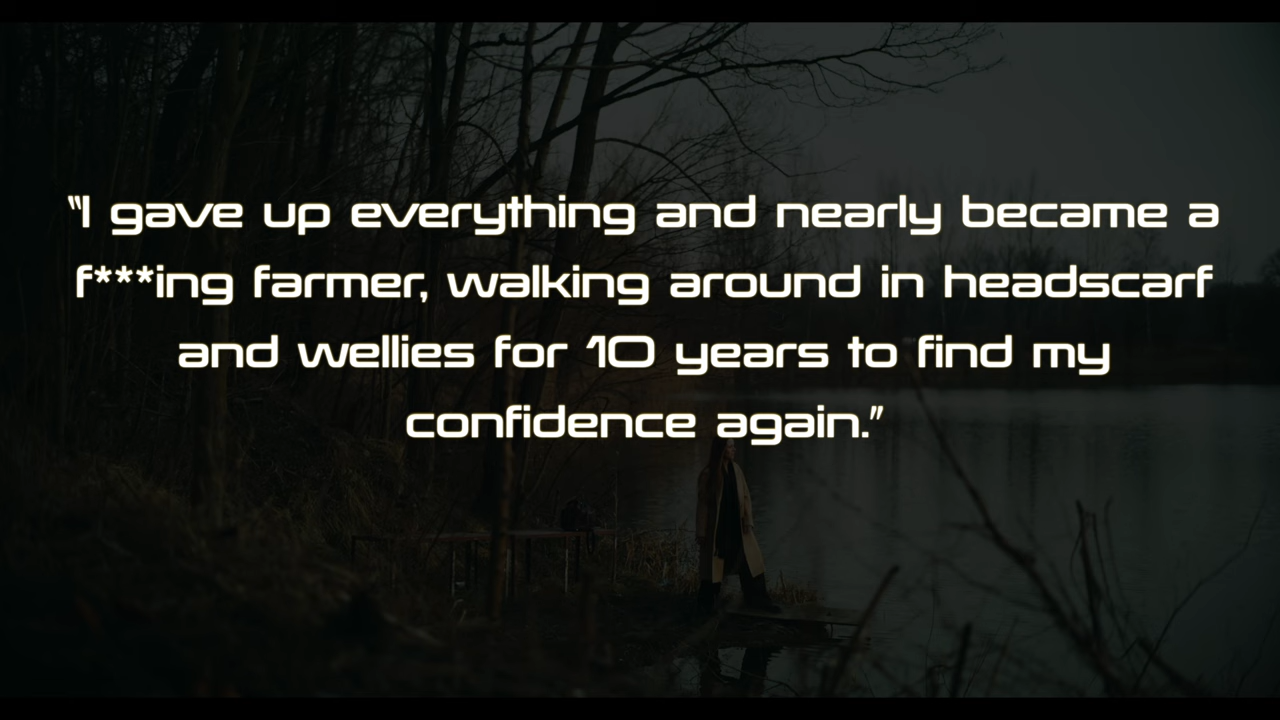 “I gave up everything and nearly became a
f***ing farmer, walking around in headscarf
and wellies for 10 years to find my
confidence again.”